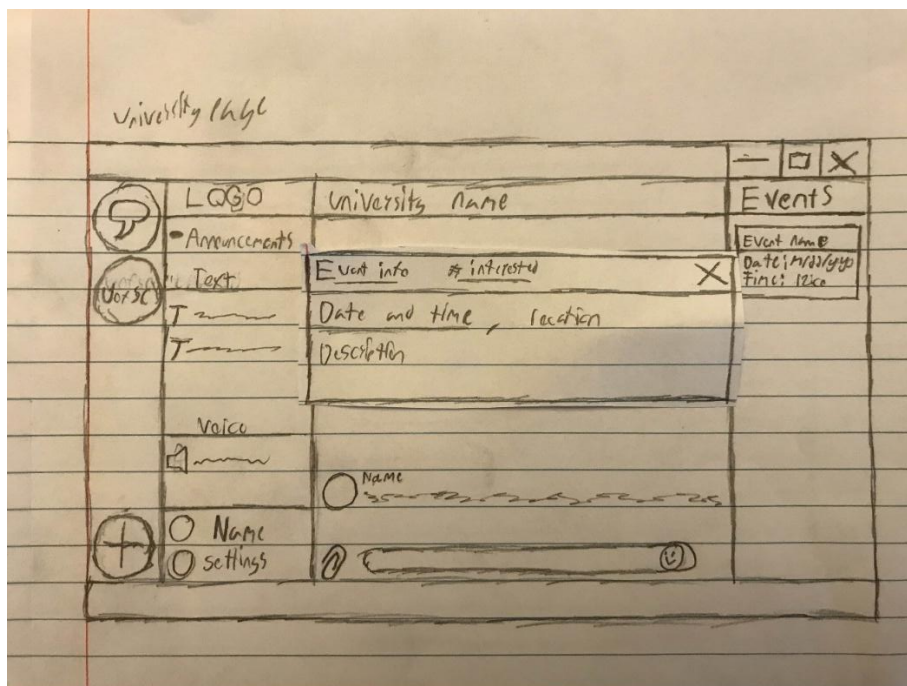 University Page
LOGO
University name
Events
Announcements
Event name
Date: m/dd/yyyy
Time: 12:00
Event info # interested X
Date and time, location
Description
UofSC
Text
T
T
Voice
Name
Name
settings